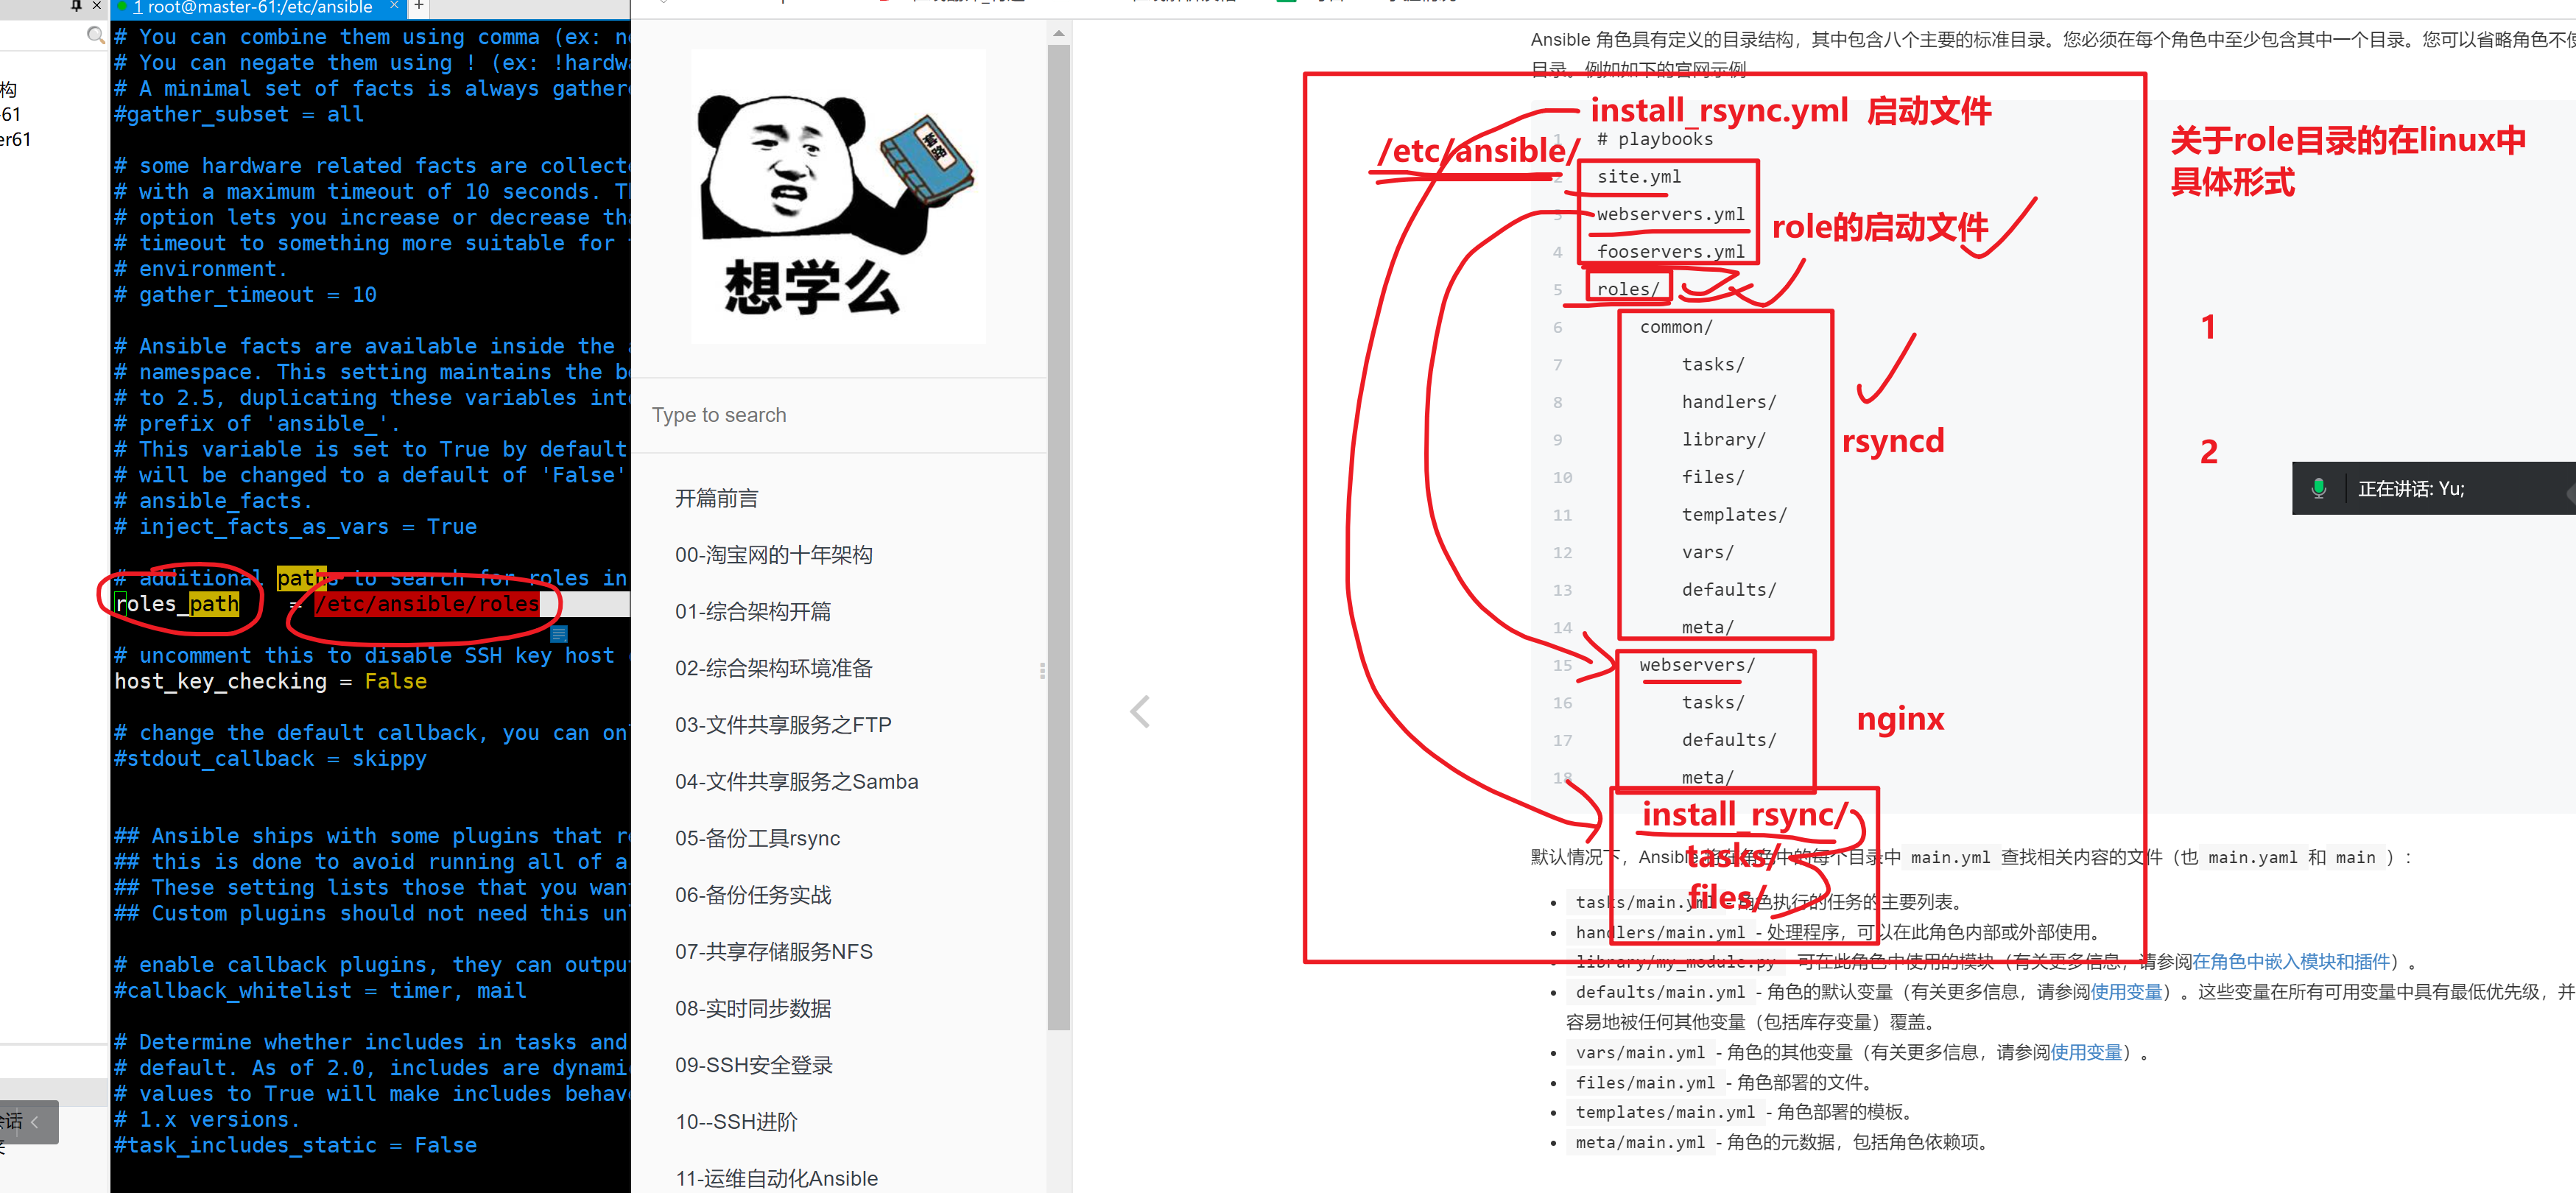 1 root@master-61:/etc/ansible × +
构
-61
er61
# You can combine them using comma (ex: n
# You can negate them using ! (ex: !hardw
# A minimal set of facts is always gather
#gather_subset = all
# some hardware related facts are collect
# with a maximum timeout of 10 seconds. T
# option lets you increase or decrease th
# timeout to something more suitable for
# environment.
# gather_timeout = 10
# Ansible facts are available inside the a
# namespace. This setting maintains the b
# to 2.5, duplicating these variables int
# prefix of 'ansible_'.
# This variable is set to True by default
# will be changed to a default of 'False'
# ansible_facts.
# inject_facts_as_vars = True
# additional paths to search for roles in
roles_path = /etc/ansible/roles
# uncomment this to disable SSH key host
host_key_checking = False
# change the default callback, you can on
#stdout_callback = skippy
## Ansible ships with some plugins that r
## this is done to avoid running all of a
## These setting lists those that you wan
## Custom plugins should not need this un
# enable callback plugins, they can outpu
#callback_whitelist = timer, mail
# Determine whether includes in tasks and
# default. As of 2.0, includes are dynami
# values to True will make includes behav
# 1.x versions.
#task_includes_static = False
会话
想学么
Type to search
开篇前言
00-淘宝网的十年架构
01-综合架构开篇
02-综合架构环境准备
03-文件共享服务之FTP
04-文件共享服务之Samba
05-备份工具rsync
06-备份任务实战
07-共享存储服务NFS
08-实时同步数据
09-SSH安全登录
10--SSH进阶
11-运维自动化Ansible
Ansible 角色具有定义的目录结构，其中包含八个主要的标准目录。您必须在每个角色中至少包含其中一个目录。您可以省略角色不使
目录。例如如下的官网示例
install_rsync.yml 启动文件
1 # playbooks
/etc/ansible/
2 site.yml
3 webservers.yml
role的启动文件
4 fooservers.yml
5 roles/
6 common/
7 tasks/
8 handlers/
9 library/
rsyncd
10 files/
11 templates/
12 vars/
13 defaults/
14 meta/
15 webservers/
16 tasks/
nginx
17 defaults/
18 meta/
install_rsync/
tasks/
files/
关于role目录的在linux中
具体形式
1
2
正在讲话: Yu;
默认情况下，Ansible 将在角色中的每个目录中 main.yml 查找相关内容的文件（也 main.yaml 和 main ）：
• tasks/main.yml - 角色执行的任务的主要列表。
• handlers/main.yml - 处理程序，可以在此角色内部或外部使用。
• library/my_module.py - 可在此角色中使用的模块（有关更多信息，请参阅在角色中嵌入模块和插件）。
• defaults/main.yml - 角色的默认变量（有关更多信息，请参阅使用变量）。这些变量在所有可用变量中具有最低优先级，并
容易地被任何其他变量（包括库存变量）覆盖。
• vars/main.yml - 角色的其他变量（有关更多信息，请参阅使用变量）。
• files/main.yml - 角色部署的文件。
• templates/main.yml - 角色部署的模板。
• meta/main.yml - 角色的元数据，包括角色依赖项。